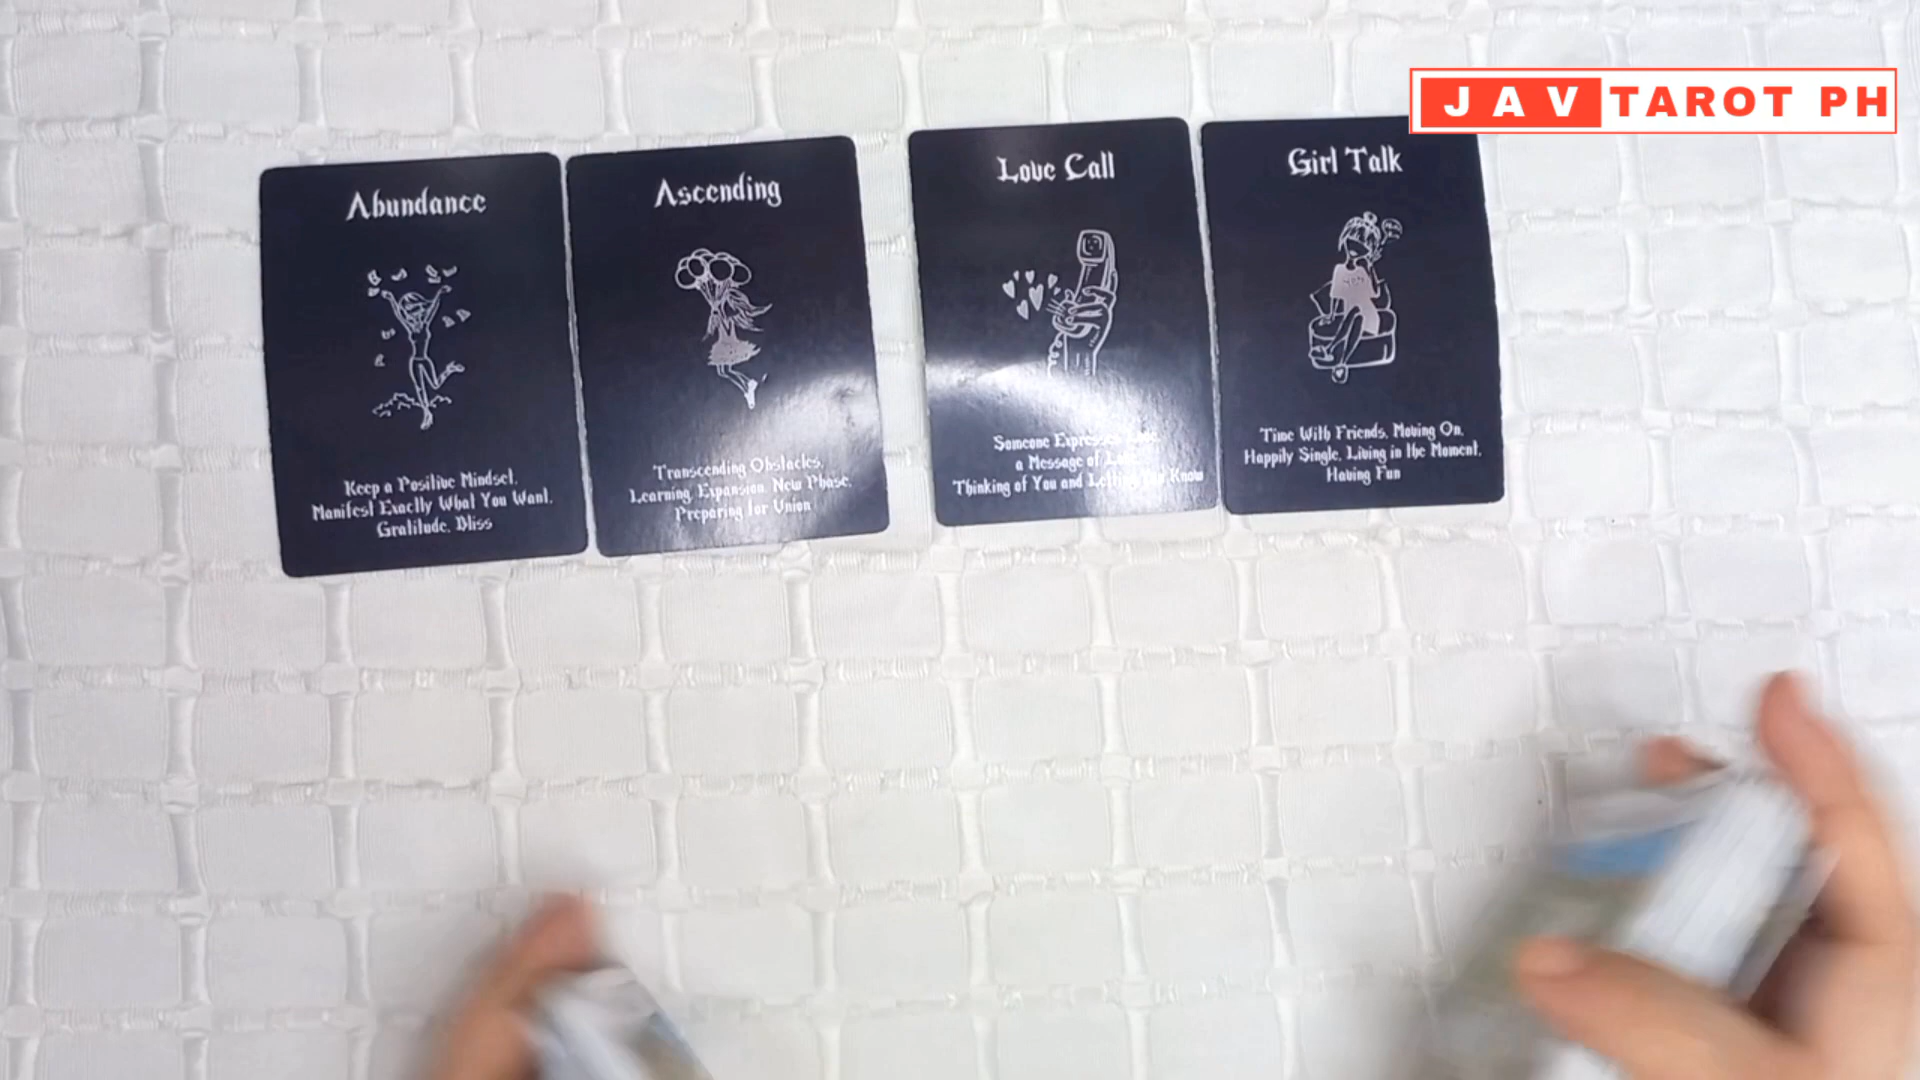 JAV TAROT PH
Abundance
Keep a Positive Mindset,
Manifest Exactly What You Want,
Gratitude, Bliss
Ascending
Transcending Obstacles,
Learning, Expansion, New Phase,
Preparing for Union
Love Call
Someone Expresses
a Message of
Thinking of You and Know
Girl Talk
Time With Friends, Moving On,
Happily Single, Living in the Moment,
Having Fun